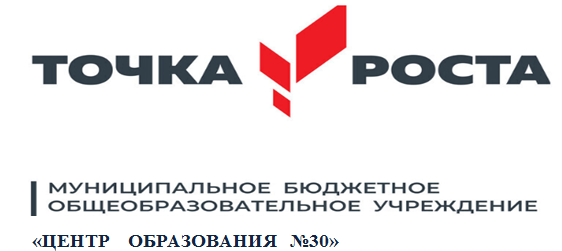 ТОЧКА РОСТА
МУНИЦИПАЛЬНОЕ БЮДЖЕТНОЕ
ОБЩЕОБРАЗОВАТЕЛЬНОЕ УЧРЕЖДЕНИЕ
«ЦЕНТР ОБРАЗОВАНИЯ №30»